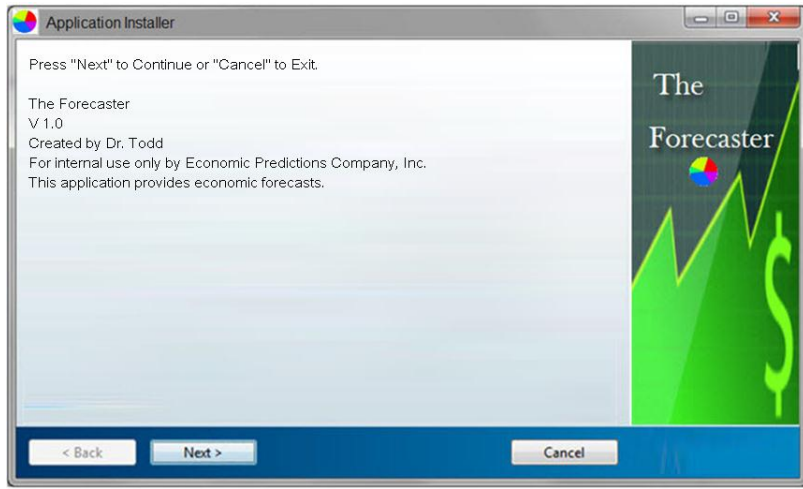 Application Installer
Press "Next" to Continue or "Cancel" to Exit.
The Forecaster
V 1.0
Created by Dr. Todd
For internal use only by Economic Predictions Company, Inc.
This application provides economic forecasts.
The
Forecaster
$
< Back
Next >
Cancel